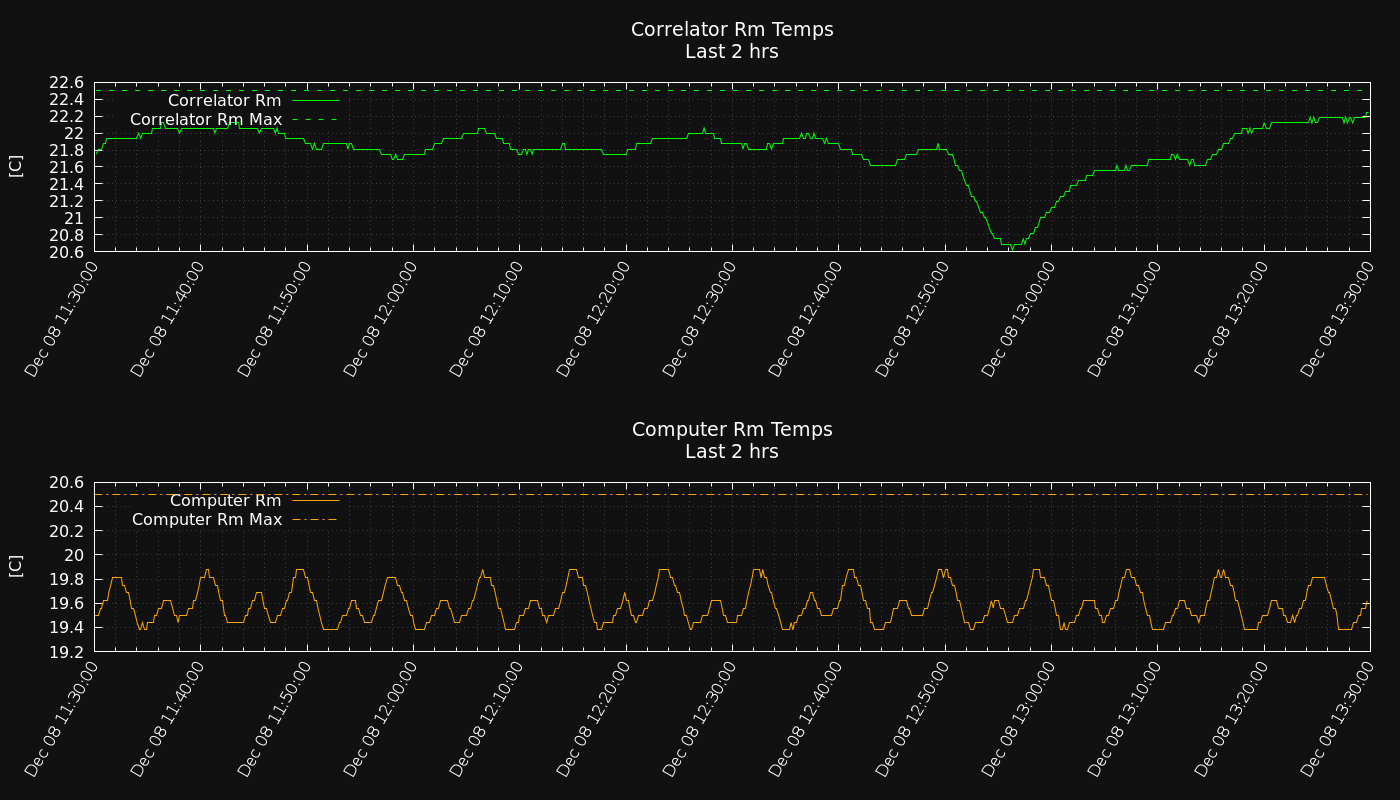 Correlator Rm Temps
Last 2 hrs
22.6
22.4
22.2
22
21.8
21.6
21.4
21.2
21
20.8
20.6
[C]
Correlator Rm
Correlator Rm Max
Dec 08 11:30:00
Dec 08 11:40:00
Dec 08 11:50:00
Dec 08 12:00:00
Dec 08 12:10:00
Dec 08 12:20:00
Dec 08 12:30:00
Dec 08 12:40:00
Dec 08 12:50:00
Dec 08 13:00:00
Dec 08 13:10:00
Dec 08 13:20:00
Dec 08 13:30:00
Computer Rm Temps
Last 2 hrs
20.6
20.4
20.2
20
19.8
19.6
19.4
19.2
[C]
Computer Rm
Computer Rm Max
Dec 08 11:30:00
Dec 08 11:40:00
Dec 08 11:50:00
Dec 08 12:00:00
Dec 08 12:10:00
Dec 08 12:20:00
Dec 08 12:30:00
Dec 08 12:40:00
Dec 08 12:50:00
Dec 08 13:00:00
Dec 08 13:10:00
Dec 08 13:20:00
Dec 08 13:30:00